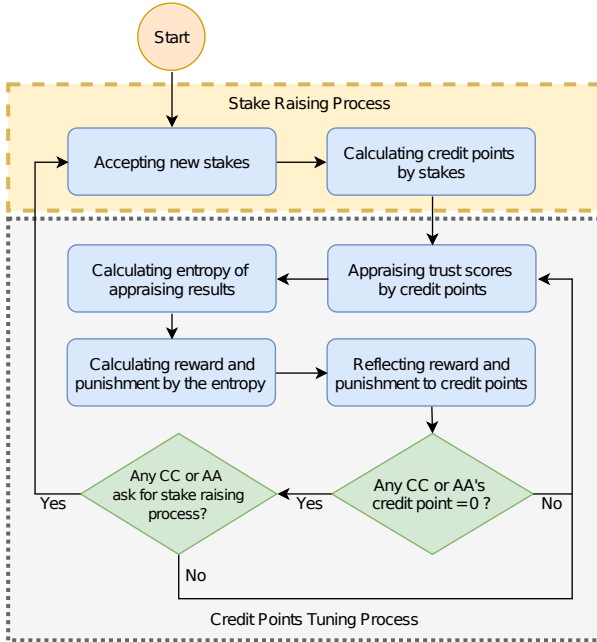 Start
Stake Raising Process
Accepting new stakes
Calculating credit points
by stakes
Calculating entropy of
appraising results
Appraising trust scores
by credit points
Calculating reward and
punishment by the entropy
Reflecting reward and
punishment to credit points
Any CC or AA
ask for stake raising
process?
Any CC or AA's
credit point = 0 ?
Yes
Yes
No
No
Credit Points Tuning Process